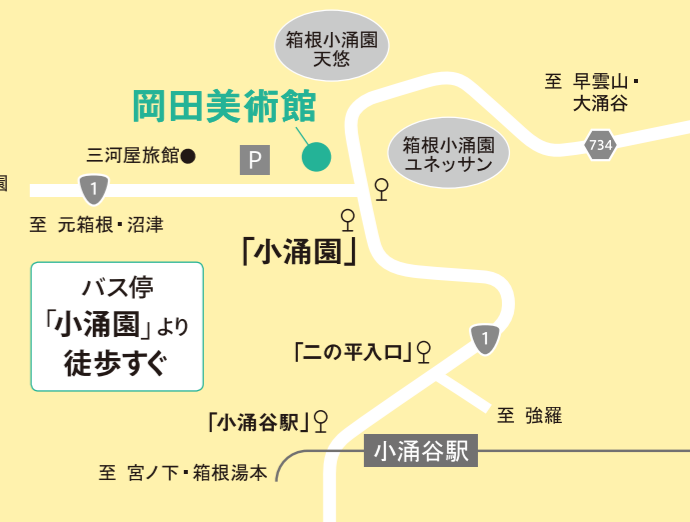 箱根小涌園
天悠
至 早雲山・
大涌谷
岡田美術館
734
箱根小涌園
ユネッサン
三河屋旅館●
P
園
1
至 元箱根・沼津
「小涌園」
バス停
「小涌園」より
徒歩すぐ
1
「二の平入口」
「小涌谷駅」
至 強羅
小涌谷駅
至 宮ノ下・箱根湯本